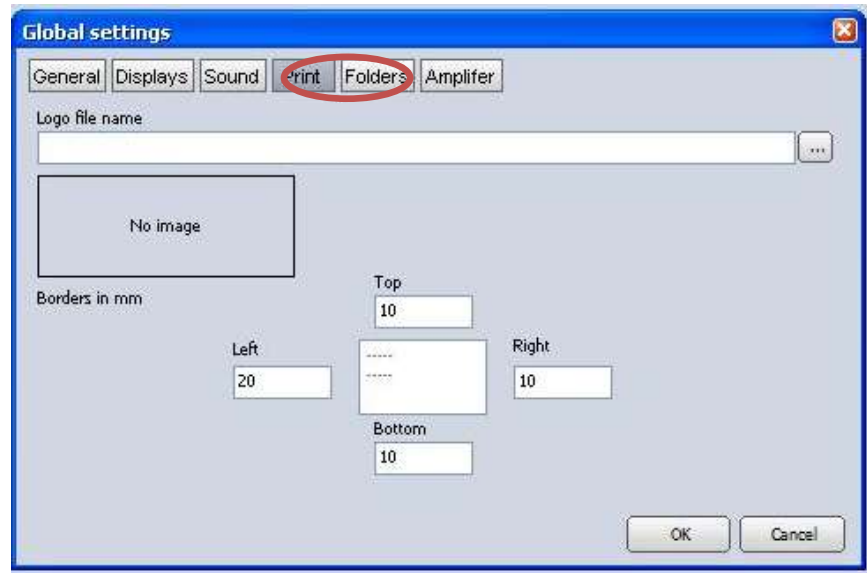 Global settings
General Displays Sound Print Folders Amplifer
Logo file name
...
No image
Borders in mm
Top
10
Left
20
-----
-----
Right
10
Bottom
10
OK Cancel